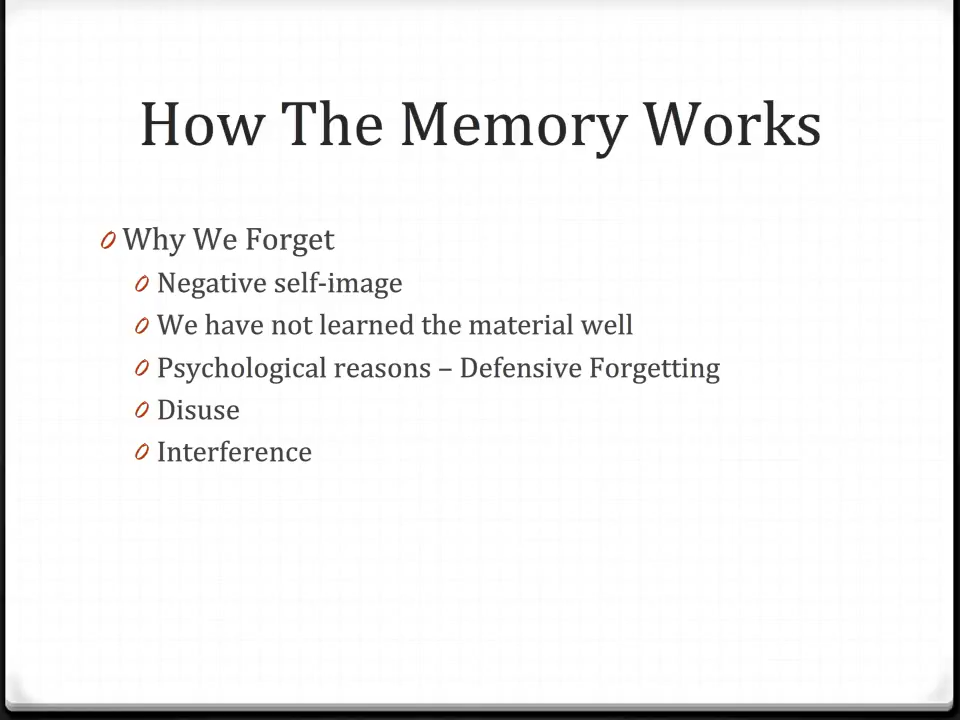 How The Memory Works
Why We Forget
Negative self-image
We have not learned the material well
Psychological reasons – Defensive Forgetting
Disuse
Interference